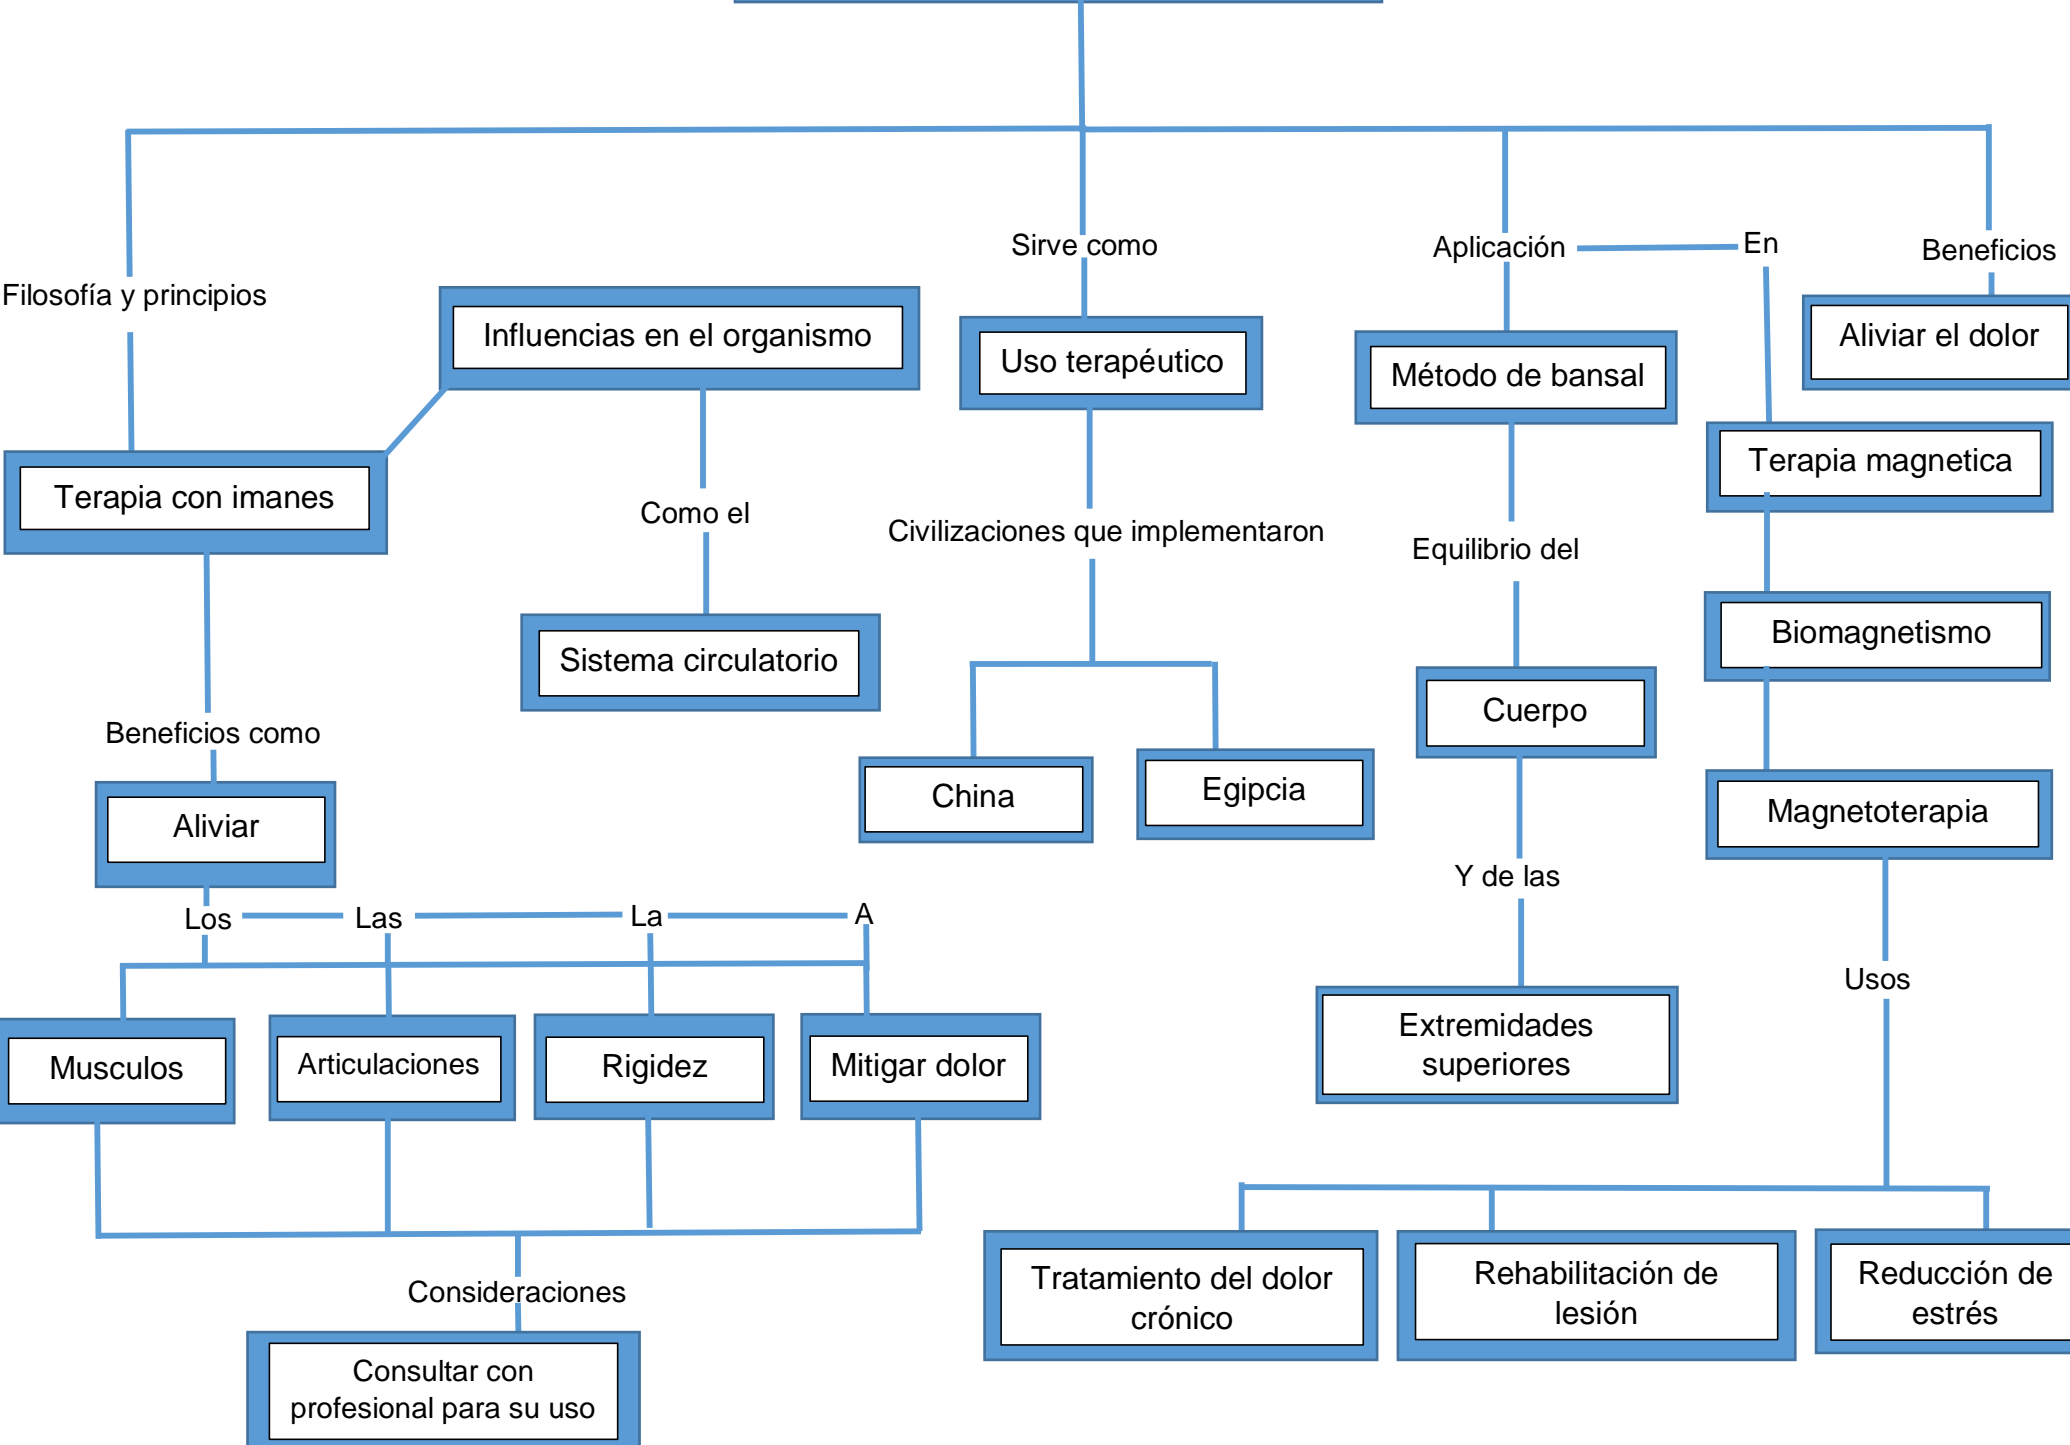 Sirve como
Aplicación
En
Beneficios
Filosofía y principios
Influencias en el organismo
Uso terapéutico
Método de bansal
Aliviar el dolor
Terapia con imanes
Terapia magnetica
Como el
Civilizaciones que implementaron
Equilibrio del
Sistema circulatorio
Biomagnetismo
Cuerpo
Beneficios como
China
Egipcia
Magnetoterapia
Aliviar
Y de las
Los
Las
La
A
Usos
Musculos
Articulaciones
Rigidez
Mitigar dolor
Extremidades
superiores
Consideraciones
Tratamiento del dolor
crónico
Rehabilitación de
lesión
Reducción de
estrés
Consultar con
profesional para su uso